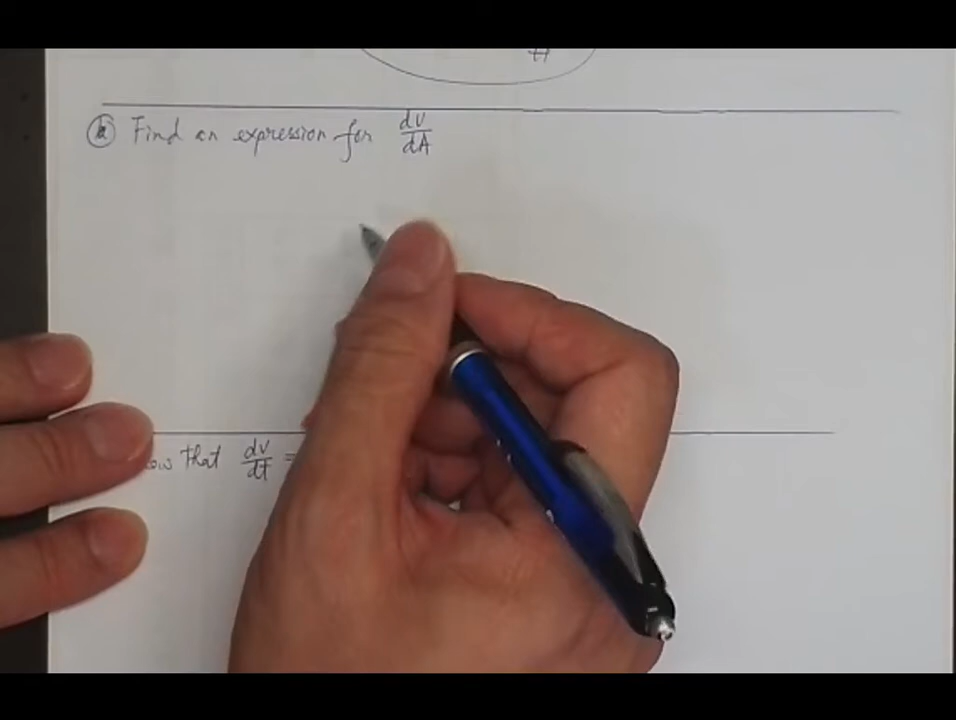 ⓐ Find an expression for dV/dA
that dV/dt =